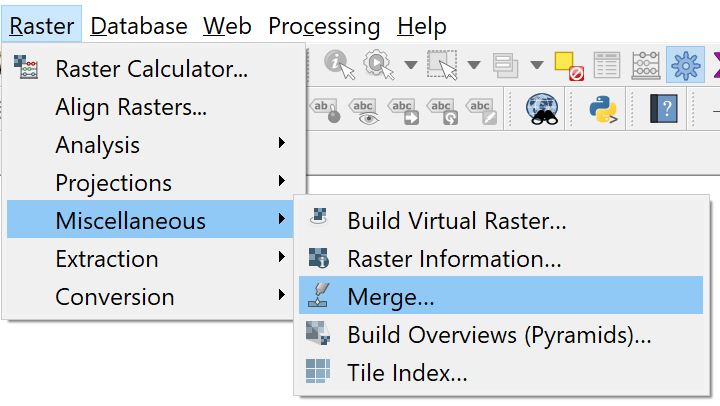 Raster Database Web Processing Help
Raster Calculator...
Align Rasters...
Analysis
Projections
Miscellaneous
Extraction
Conversion
Build Virtual Raster...
Raster Information...
Merge...
Build Overviews (Pyramids)...
Tile Index...
ab
abc
abc
abc
abc
?